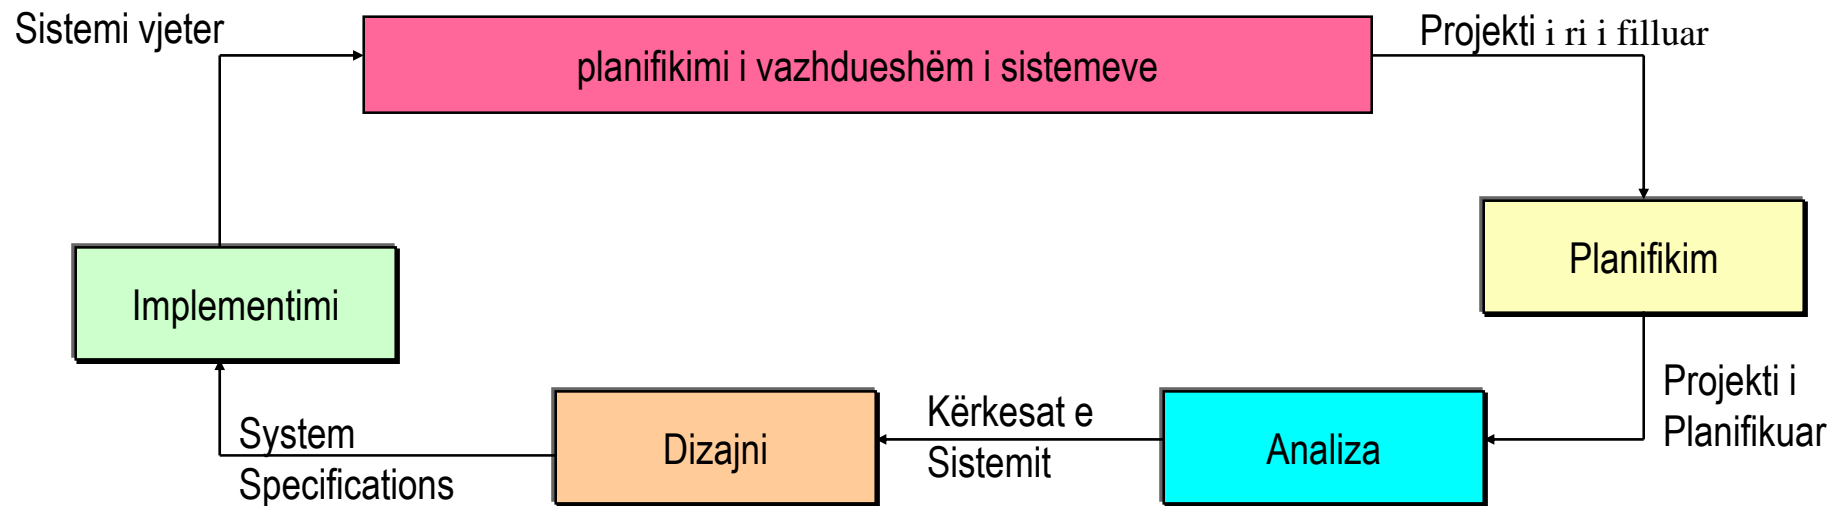 Sistemi vjeter
planifikimi i vazhdueshëm i sistemeve
Projekti i ri i filluar
Planifikim
Implementimi
Projekti i
Planifikuar
Kërkesat e
Sistemit
Analiza
Dizajni
System
Specifications